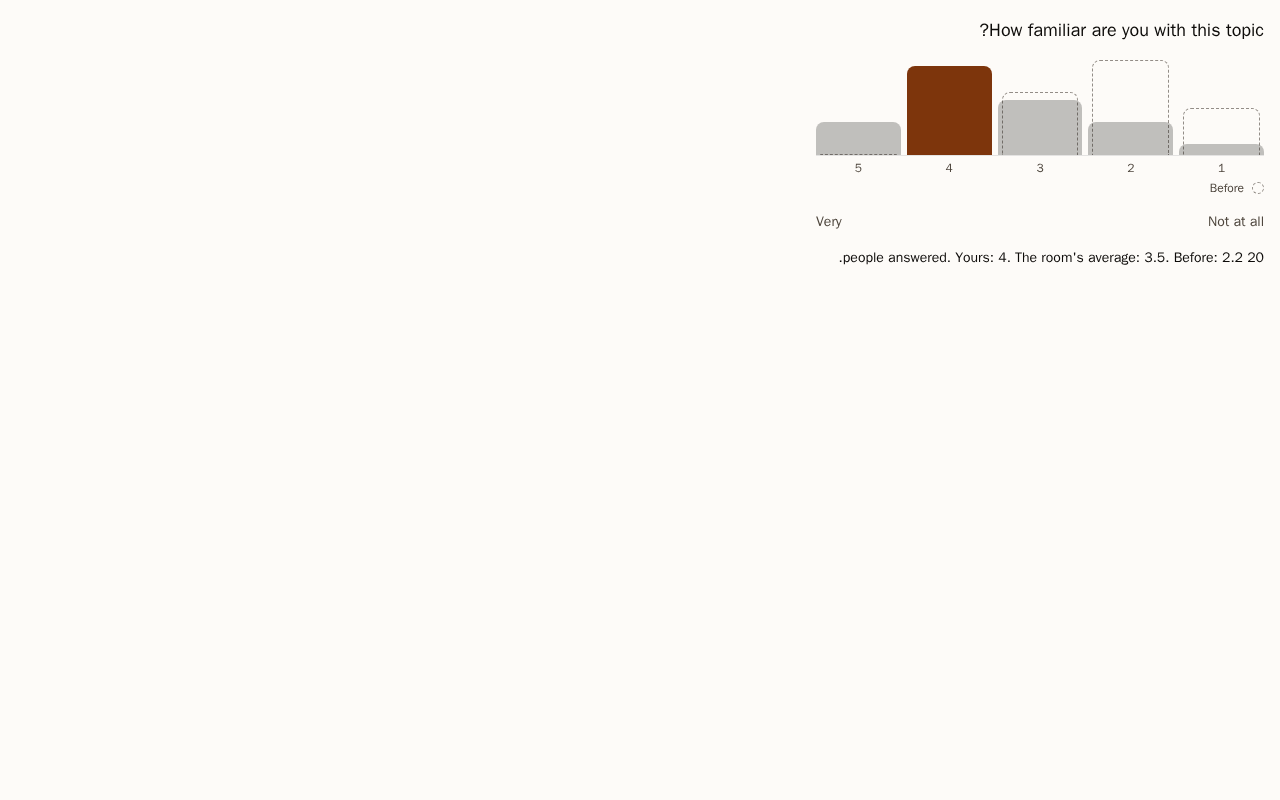 ?How familiar are you with this topic
5 4 3 2 1
Before
Very Not at all
.people answered. Yours: 4. The room's average: 3.5. Before: 2.2 20